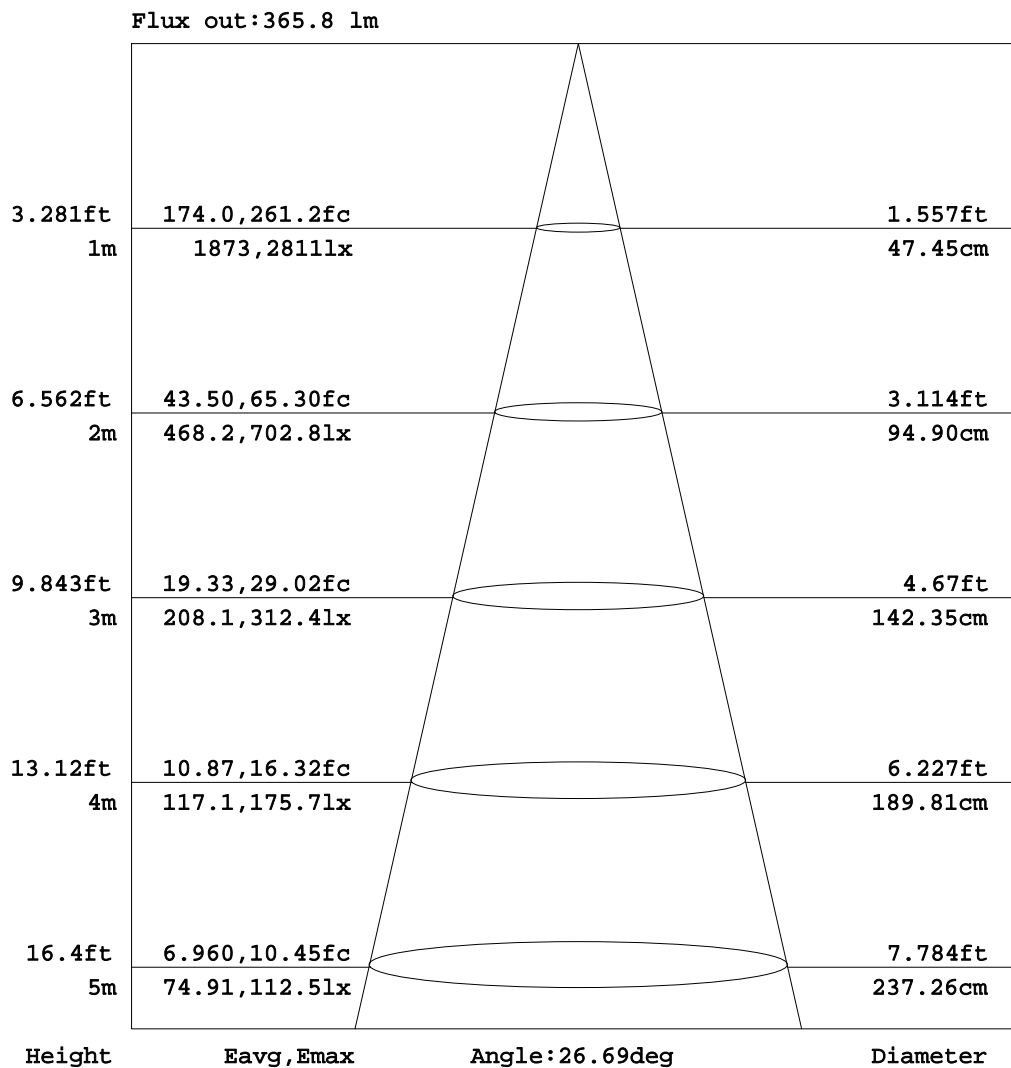 Flux out:365.8 lm
3.281ft 174.0,261.2fc 1.557ft
1m 1873,2811lx 47.45cm
6.562ft 43.50,65.30fc 3.114ft
2m 468.2,702.8lx 94.90cm
9.843ft 19.33,29.02fc 4.67ft
3m 208.1,312.4lx 142.35cm
13.12ft 10.87,16.32fc 6.227ft
4m 117.1,175.7lx 189.81cm
16.4ft 6.960,10.45fc 7.784ft
5m 74.91,112.5lx 237.26cm
Height Eavg,Emax Angle:26.69deg Diameter